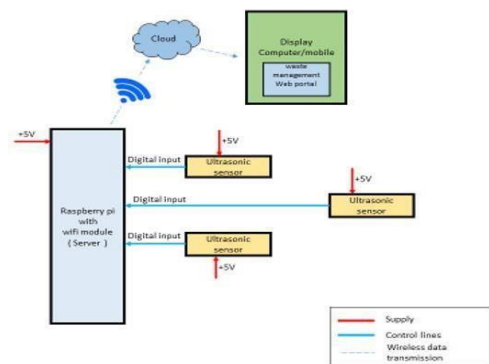 Cloud
Display
Computer/mobile
waste
management
Web portal
+5V
+5V
Digital input
Ultrasonic
sensor
+5V
Digital input
Ultrasonic
sensor
Raspberry pi
with
wifi module
( Server )
Digital input
Ultrasonic
sensor
+5V
Supply
Control lines
Wireless data
transmission